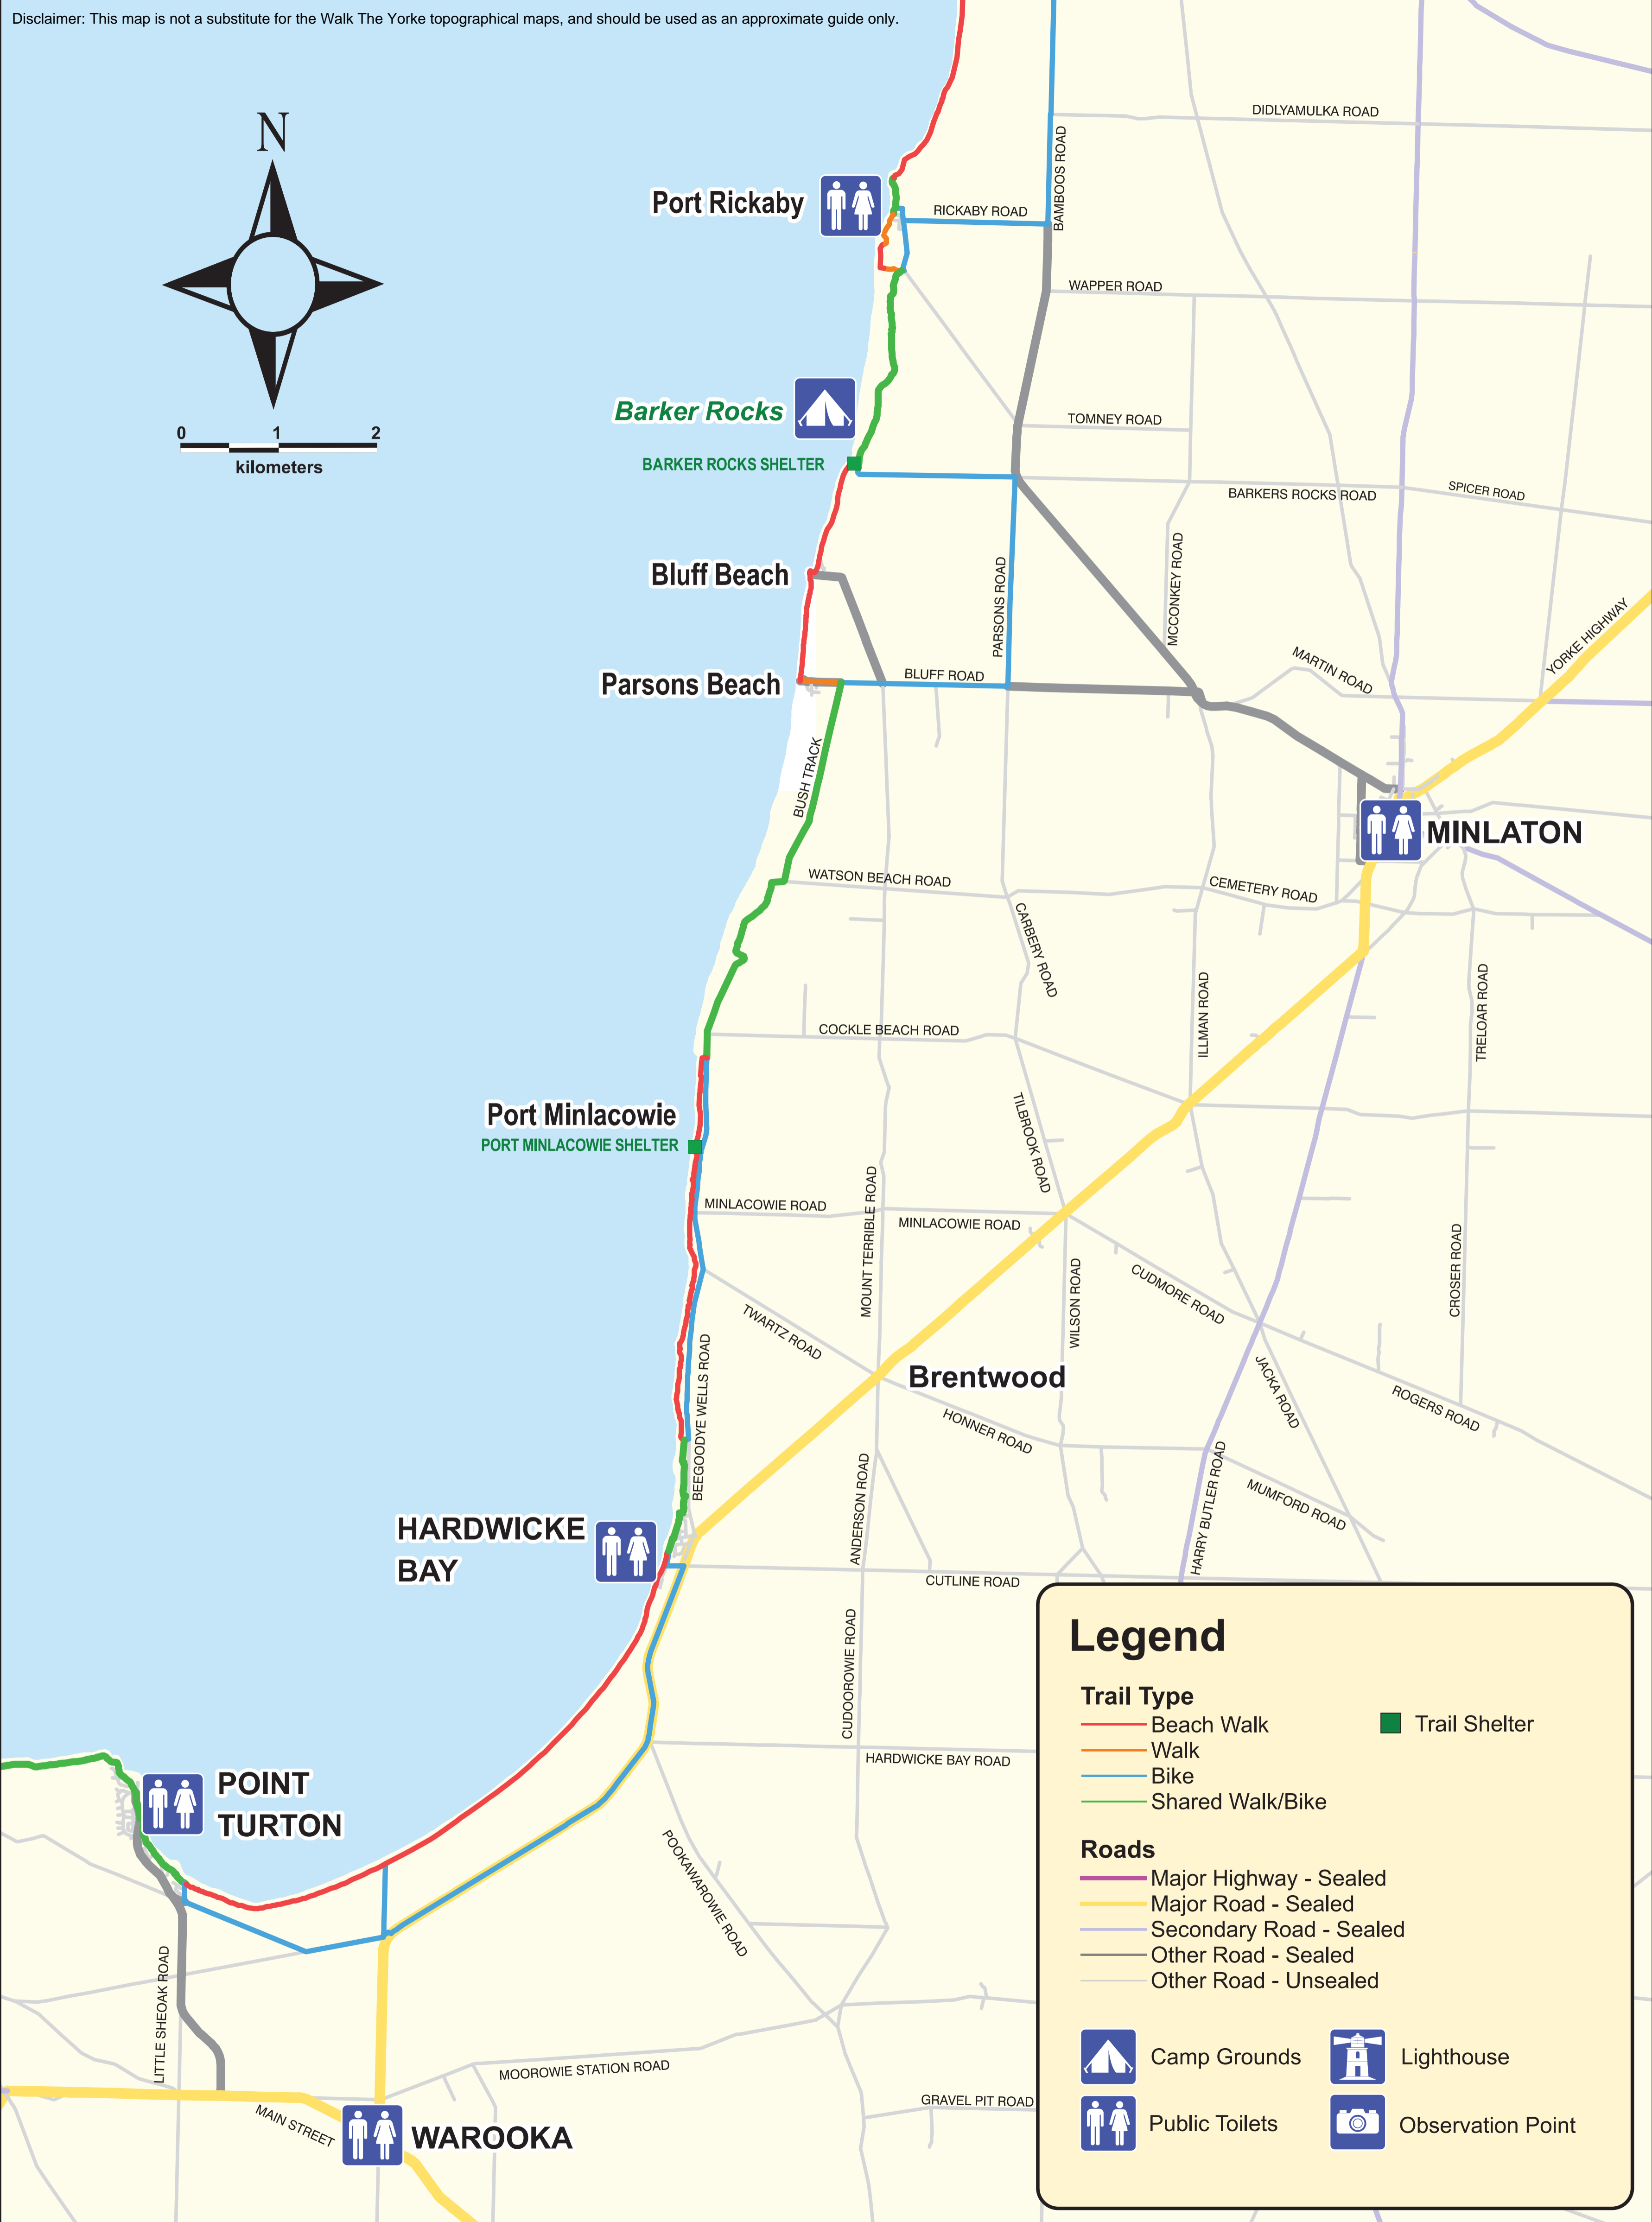 Disclaimer: This map is not a substitute for the Walk The Yorke topographical maps, and should be used as an approximate guide only.
N
0 1 2
kilometers
DIDLYAMULKA ROAD
BAMBOOS ROAD
Port Rickaby
RICKABY ROAD
WAPPER ROAD
Barker Rocks
TOMNEY ROAD
BARKER ROCKS SHELTER
BARKERS ROCKS ROAD
SPICER ROAD
Bluff Beach
PARSONS ROAD
MCCONKEY ROAD
YORKE HIGHWAY
MARTIN ROAD
Parsons Beach
BLUFF ROAD
BUSH TRACK
MINLATON
WATSON BEACH ROAD
CEMETERY ROAD
CARBERY ROAD
ILLMAN ROAD
TRELOAR ROAD
COCKLE BEACH ROAD
Port Minlacowie
PORT MINLACOWIE SHELTER
TILBROOK ROAD
MINLACOWIE ROAD
MINLACOWIE ROAD
MOUNT TERRIBLE ROAD
WILSON ROAD
CUDMORE ROAD
CROSER ROAD
TWARTZ ROAD
BEEGOODYE WELLS ROAD
Brentwood
JACKA ROAD
ROGERS ROAD
HONNER ROAD
ANDERSON ROAD
HARRY BUTLER ROAD
MUMFORD ROAD
HARDWICKE
BAY
CUTLINE ROAD
CUDOOROWIE ROAD
HARDWICKE BAY ROAD
POINT
TURTON
POOKAWAROWIE ROAD
LITTLE SHEOAK ROAD
MOOROWIE STATION ROAD
GRAVEL PIT ROAD
MAIN STREET
WAROOKA
Legend
Trail Type
Beach Walk
Trail Shelter
Walk
Bike
Shared Walk/Bike
Roads
Major Highway - Sealed
Major Road - Sealed
Secondary Road - Sealed
Other Road - Sealed
Other Road - Unsealed
Camp Grounds
Lighthouse
Public Toilets
Observation Point